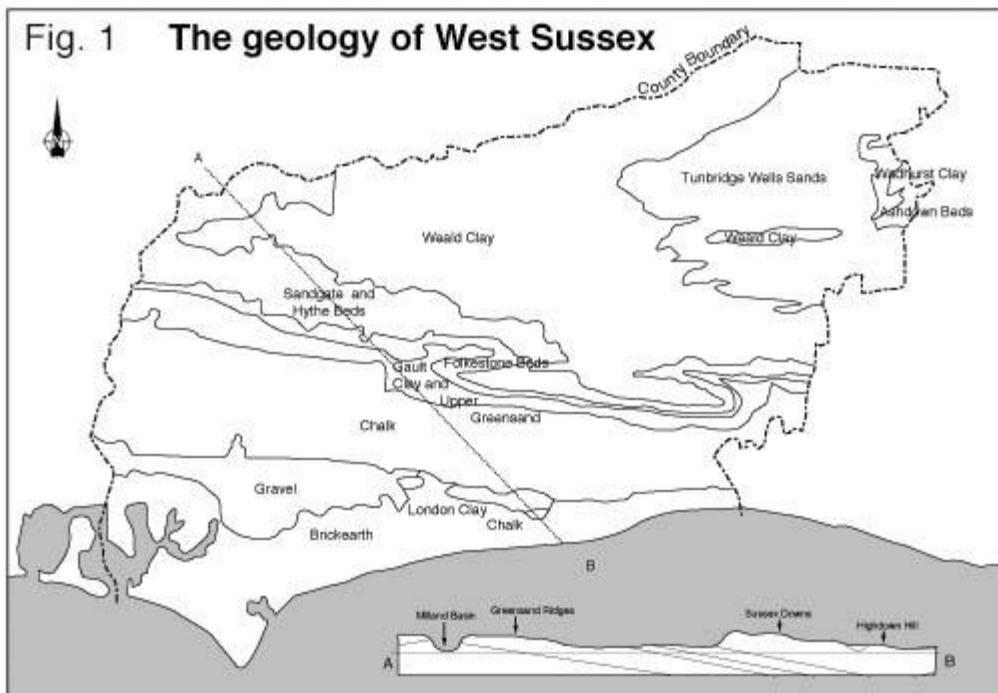 Fig. 1 The geology of West Sussex
County Boundary
A
Tunbridge Wells Sands
Wadhurst Clay
Ashdown Beds
Weald Clay
Weald Clay
Sandgate and
Hythe Beds
Folkestone Beds
Gault
Clay and
Upper
Greensand
Chalk
Gravel
London Clay
Chalk
Brickearth
B
Milland Basin
Greensand Ridges
Sussex Downs
Highdown Hill
A
B